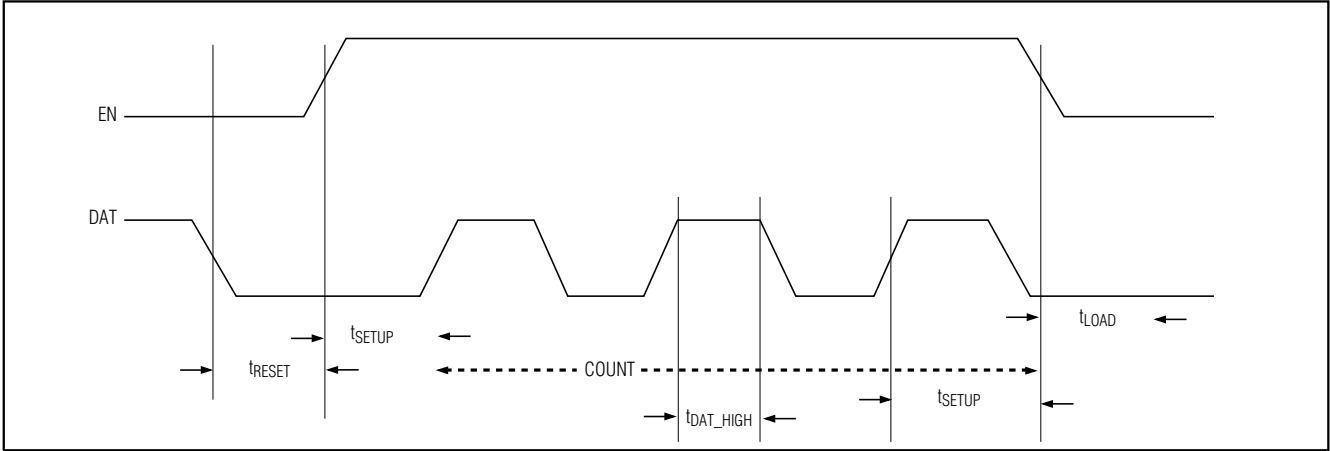 EN
DAT
tSETUP
tLOAD
tRESET
COUNT
tSETUP
tDAT_HIGH